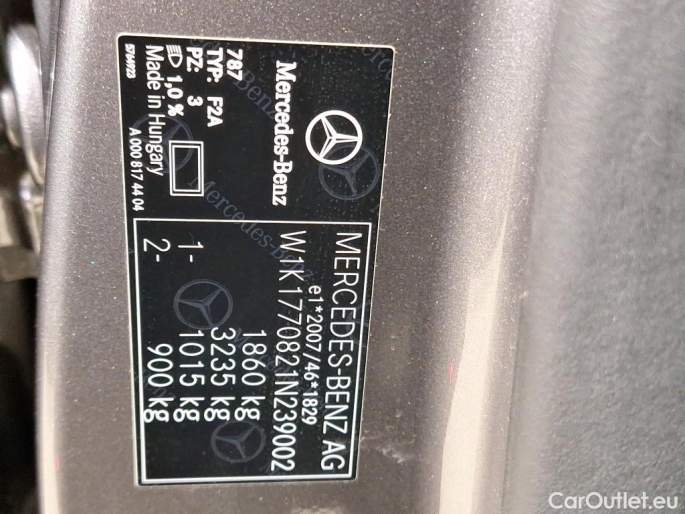 Mercedes-Benz
787
TYP: F2A
PZ: 3
1,0 %
Made in Hungary
5764923
A 000 817 44 04
MERCEDES-BENZ AG
e1*2007/46*1829
W1K1770821N239002
1860 kg
3235 kg
1- 1015 kg
2- 900 kg
CarOutlet.eu